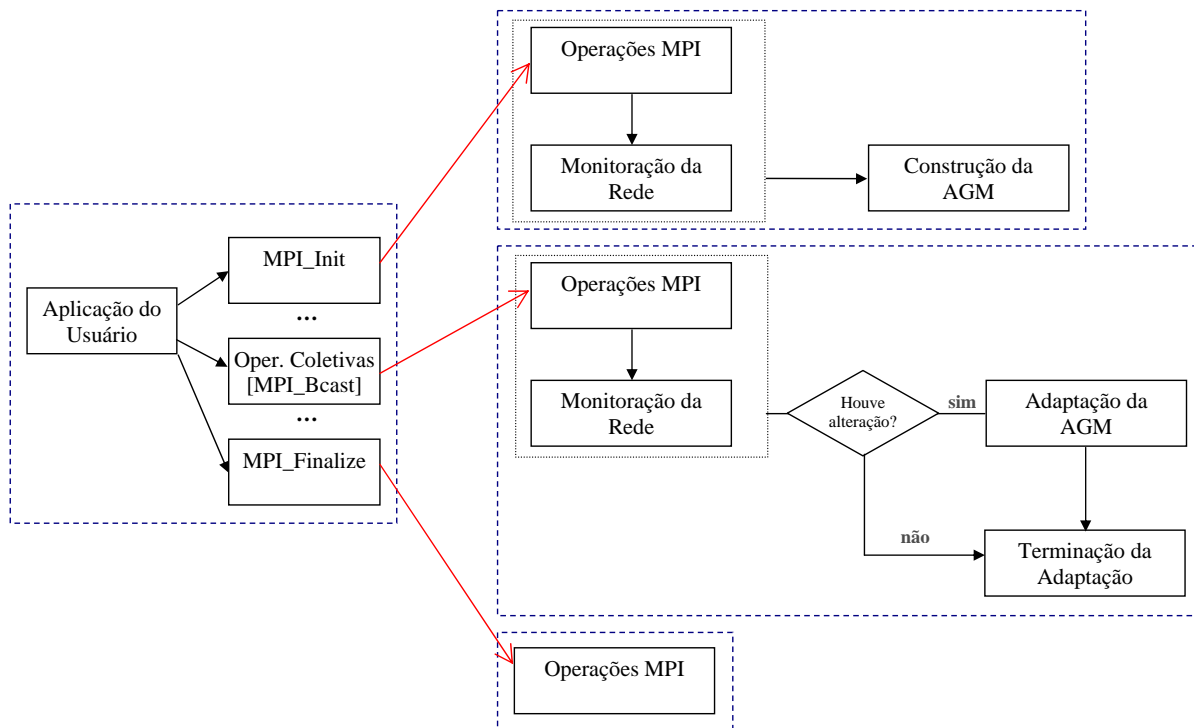 Operações MPI
Monitoração da
Rede
Construção da
AGM
Aplicação do
Usuário
MPI_Init
...
Oper. Coletivas
[MPI_Bcast]
...
MPI_Finalize
Operações MPI
Monitoração da
Rede
Houve
alteração?
sim
Adaptação da
AGM
não
Terminação da
Adaptação
Operações MPI